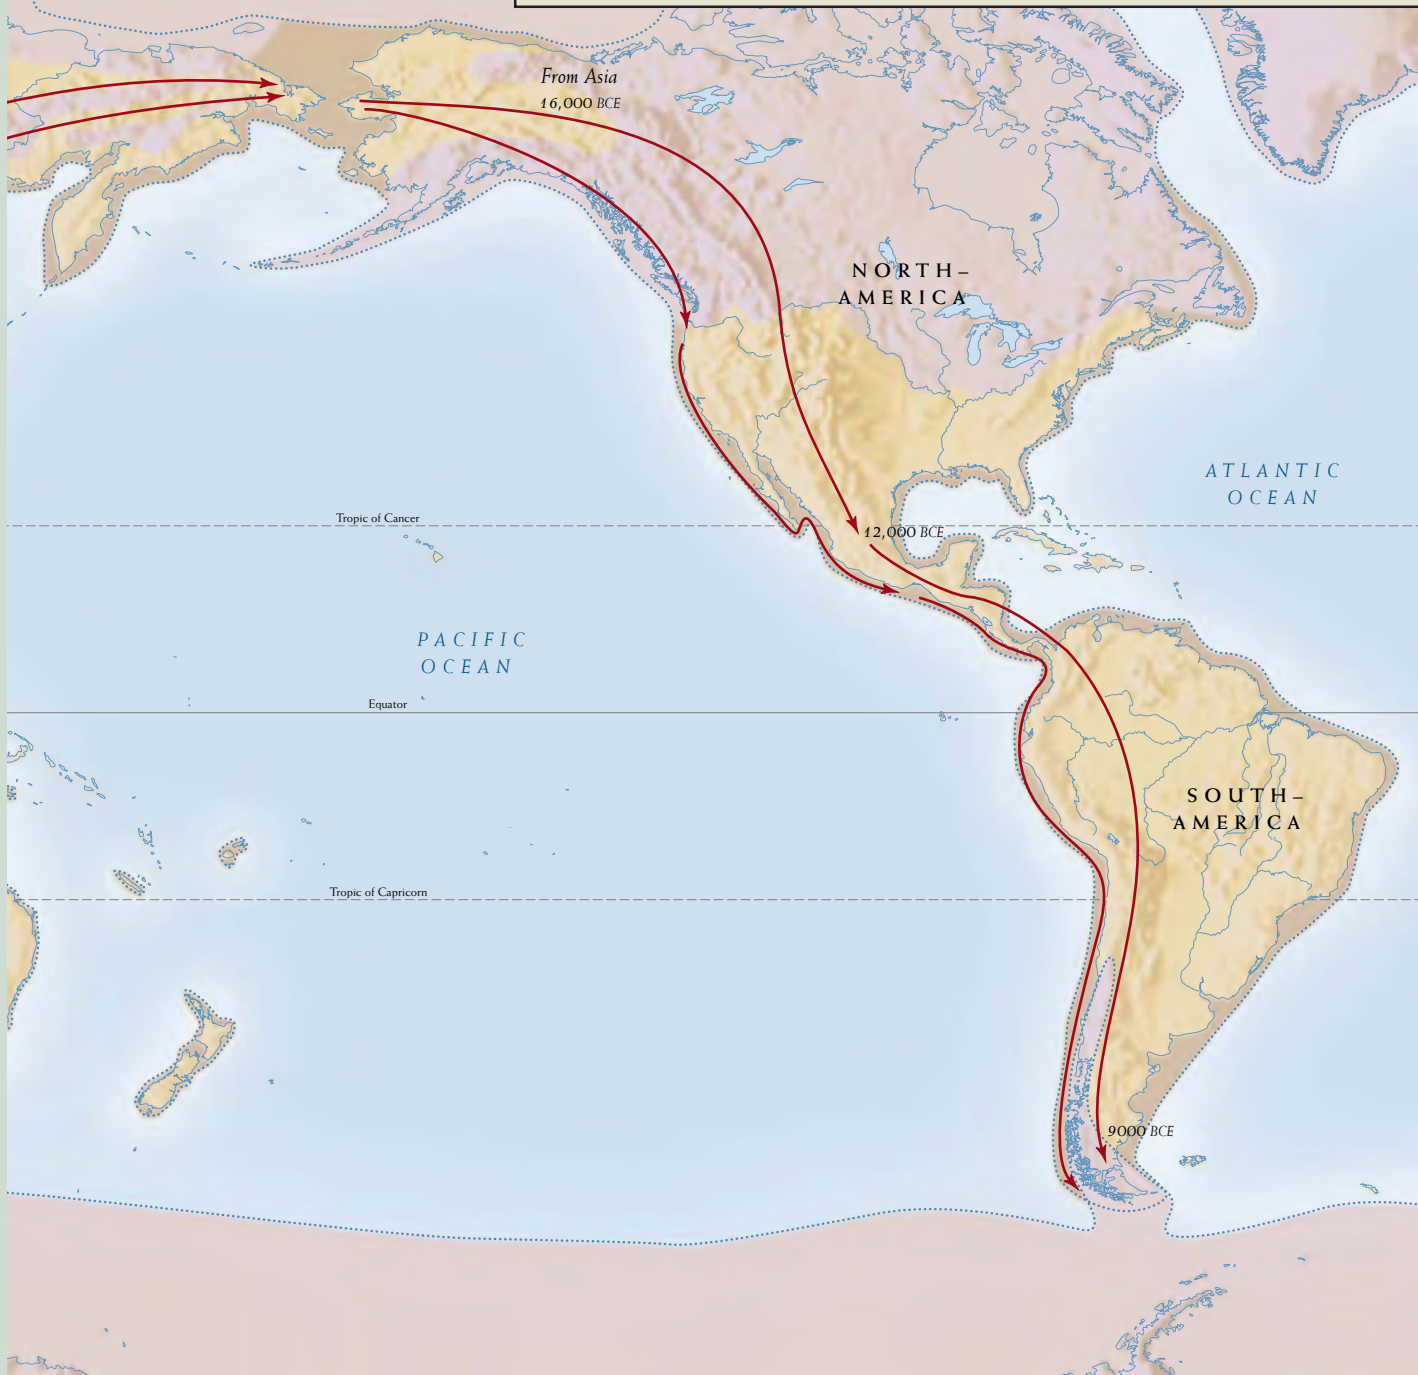 From Asia
16,000 BCE
NORTH–
AMERICA
ATLANTIC
OCEAN
Tropic of Cancer
12,000 BCE
PACIFIC
OCEAN
Equator
SOUTH–
AMERICA
Tropic of Capricorn
9000 BCE